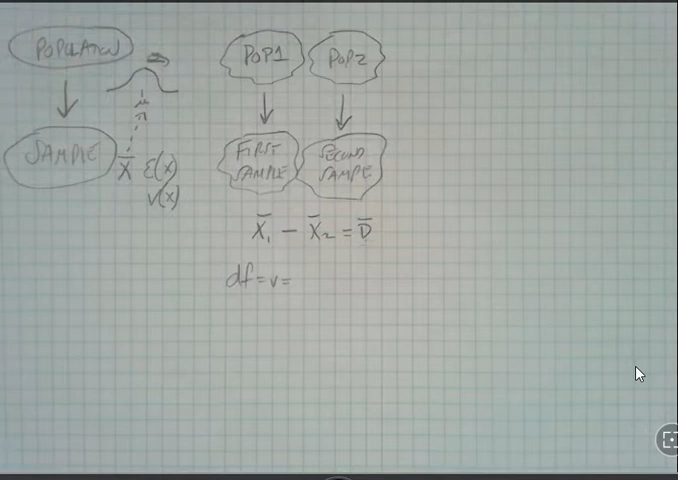 POPULATION
μ
SAMPLE
X̄ E(X)
V(X)
POP1 POP2
FIRST SAMPLE
SECOND SAMPLE
X̄₁ − X̄₂ = D̄
df = v =